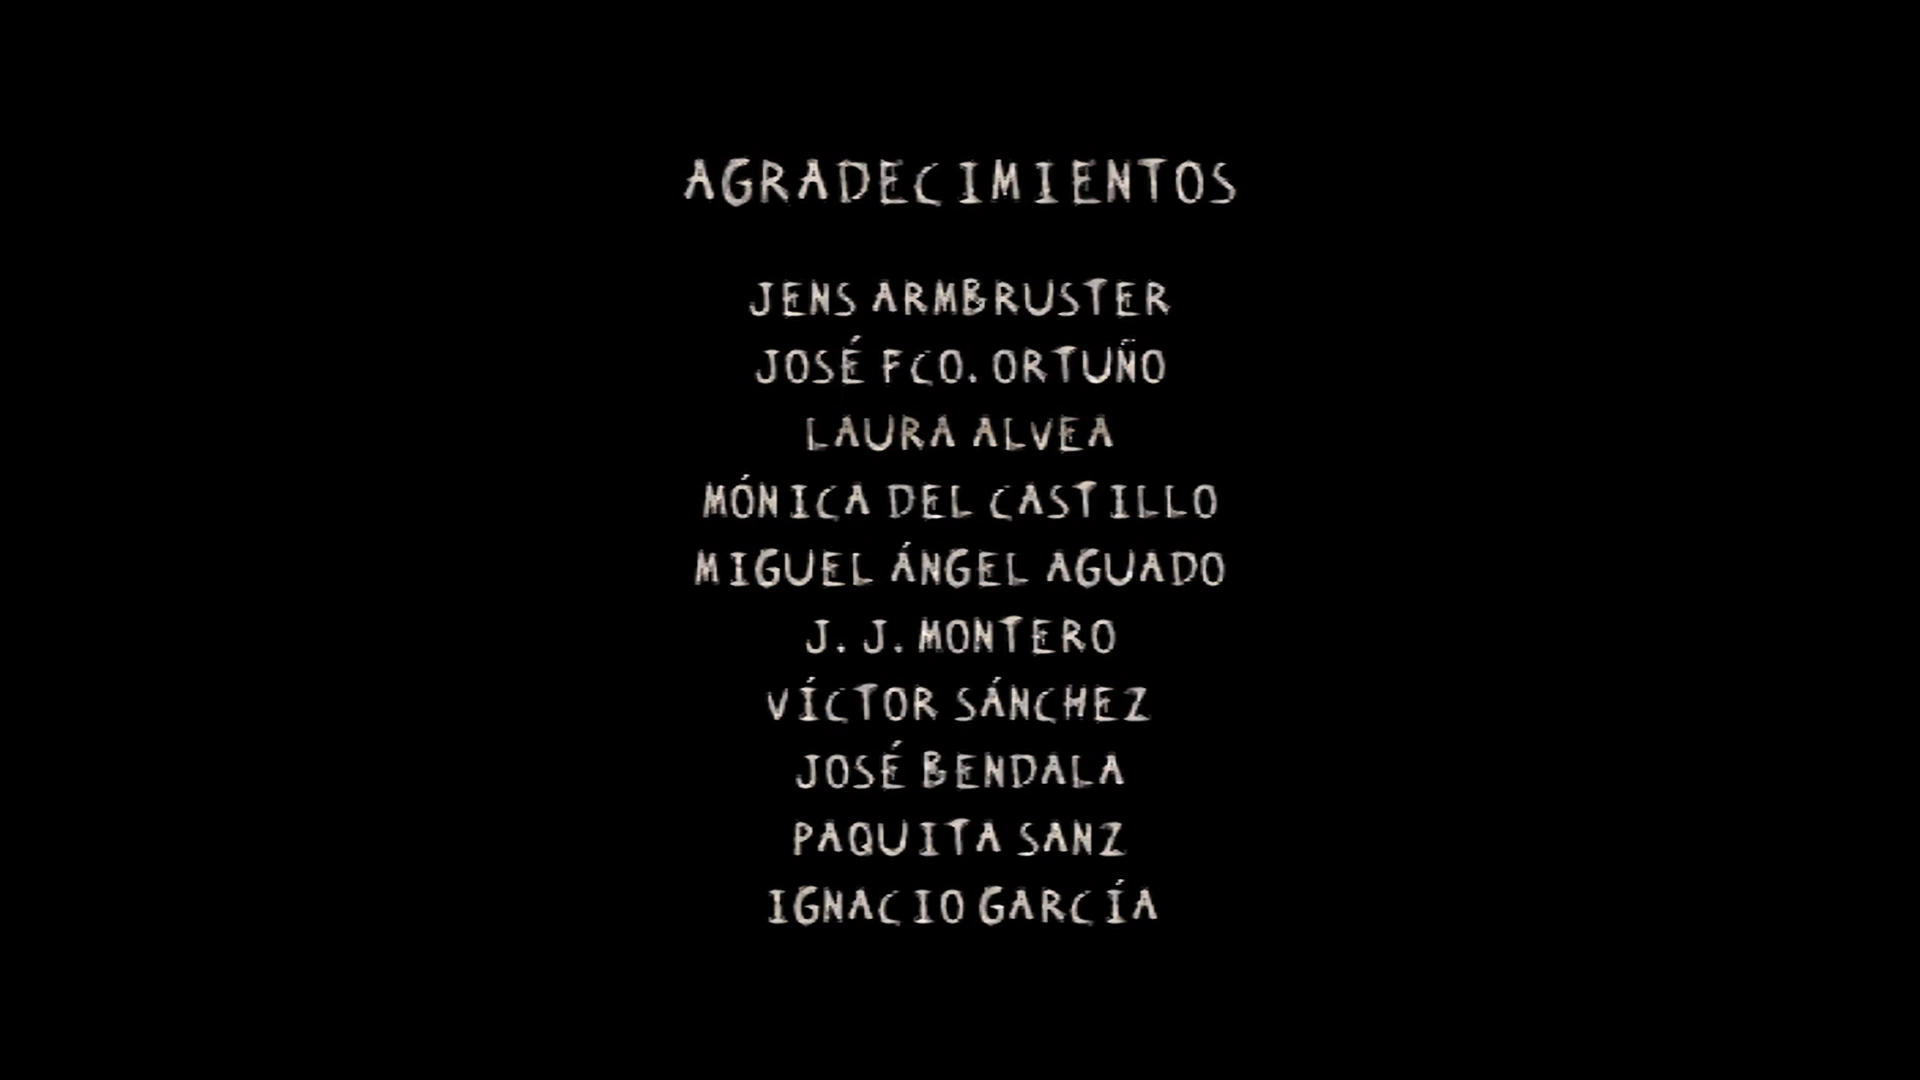 AGRADECIMIENTOS
JENS ARMBRUSTER
JOSÉ FCO. ORTUÑO
LAURA ALVEA
MÓNICA DEL CASTILLO
MIGUEL ÁNGEL AGUADO
J. J. MONTERO
VÍCTOR SÁNCHEZ
JOSÉ BENDALA
PAQUITA SANZ
IGNACIO GARCÍA